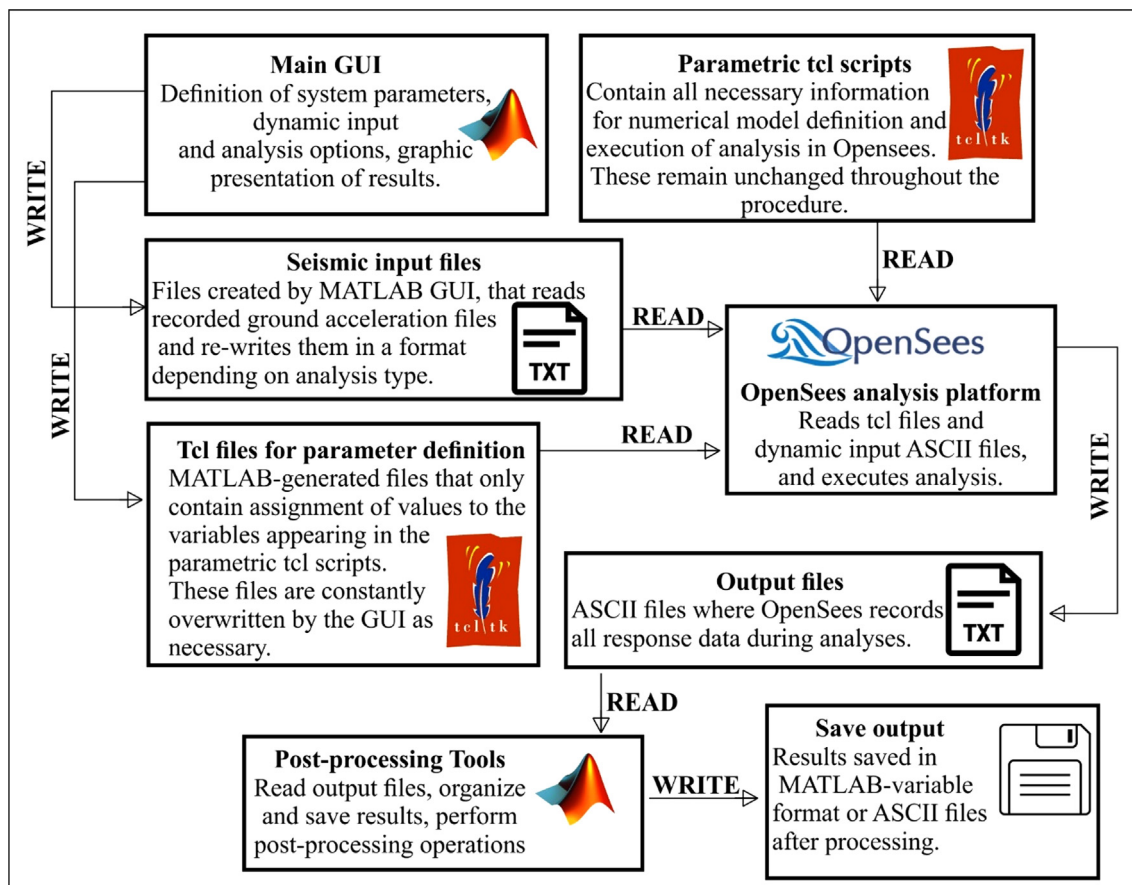 Main GUI
Definition of system parameters,
dynamic input
and analysis options, graphic
presentation of results.
Parametric tcl scripts
Contain all necessary information
for numerical model definition and
execution of analysis in Opensees.
These remain unchanged throughout the
procedure.
tcl tk
WRITE
WRITE
READ
Seismic input files
Files created by MATLAB GUI, that reads
recorded ground acceleration files
and re-writes them in a format
depending on analysis type.
TXT
READ
OpenSees
OpenSees analysis platform
Reads tcl files and
dynamic input ASCII files,
and executes analysis.
READ
WRITE
Tcl files for parameter definition
MATLAB-generated files that only
contain assignment of values to the
variables appearing in the
parametric tcl scripts.
These files are constantly
overwritten by the GUI as
necessary.
tcl tk
Output files
ASCII files where OpenSees records
all response data during analyses.
TXT
READ
Post-processing Tools
Read output files, organize
and save results, perform
post-processing operations
WRITE
Save output
Results saved in
MATLAB-variable
format or ASCII files
after processing.